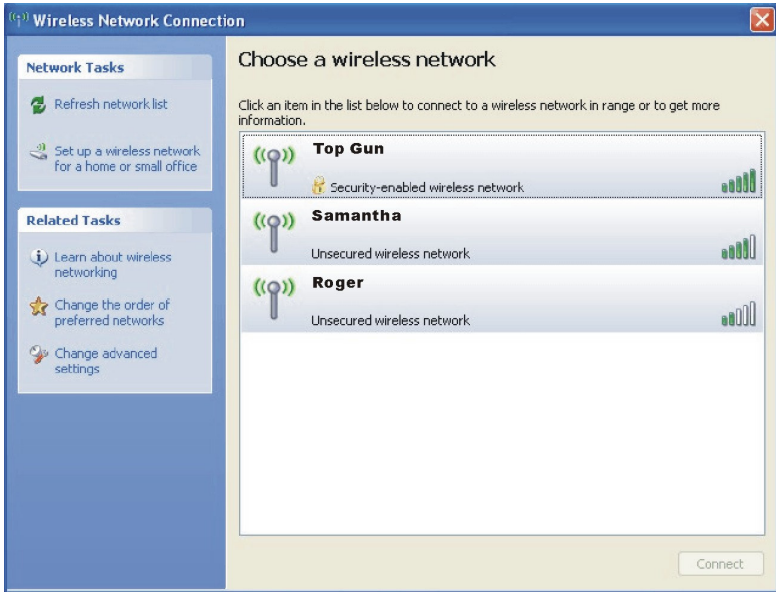 Wireless Network Connection
Network Tasks
Refresh network list
Set up a wireless network
for a home or small office
Related Tasks
Learn about wireless
networking
Change the order of
preferred networks
Change advanced
settings
Choose a wireless network
Click an item in the list below to connect to a wireless network in range or to get more
information.
Top Gun
Security-enabled wireless network
Samantha
Unsecured wireless network
Roger
Unsecured wireless network
Connect